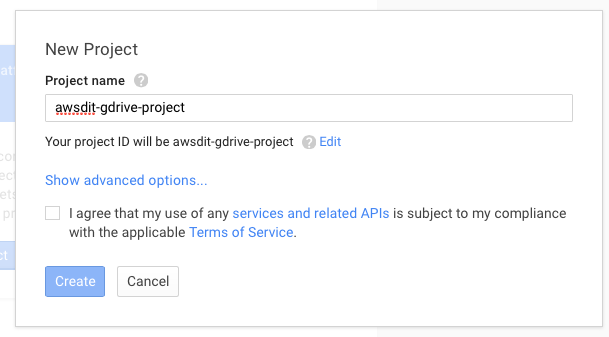 New Project
Project name ?
awsdit-gdrive-project
Your project ID will be awsdit-gdrive-project ? Edit
Show advanced options...
I agree that my use of any services and related APIs is subject to my compliance
with the applicable Terms of Service.
Create Cancel